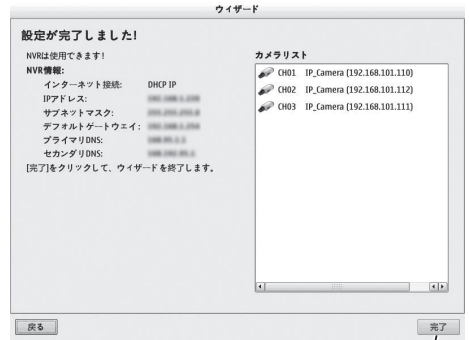 ウィザード
設定が完了しました!
NVRは使用できます!
NVR情報:
インターネット接続: DHCP IP
IPアドレス:
サブネットマスク:
デフォルトゲートウェイ:
プライマリDNS:
セカンダリDNS:
[完了]をクリックして、ウィザードを終了します。
カメラリスト
CH01 IP_Camera (192.168.101.110)
CH02 IP_Camera (192.168.101.112)
CH03 IP_Camera (192.168.101.111)
戻る
完了